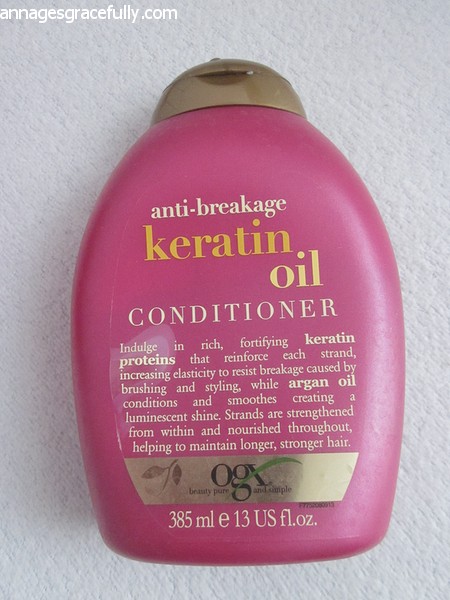 annagesgracefully.com
anti-breakage
keratin
oil
CONDITIONER
Indulge in rich, fortifying keratin
proteins that reinforce each strand,
increasing elasticity to resist breakage caused by
brushing and styling, while argan oil
conditions and smoothes creating a
luminescent shine. Strands are strengthened
from within and nourished throughout,
helping to maintain longer, stronger hair.
ogx
beauty pure and simple
385 ml e 13 US fl.oz.